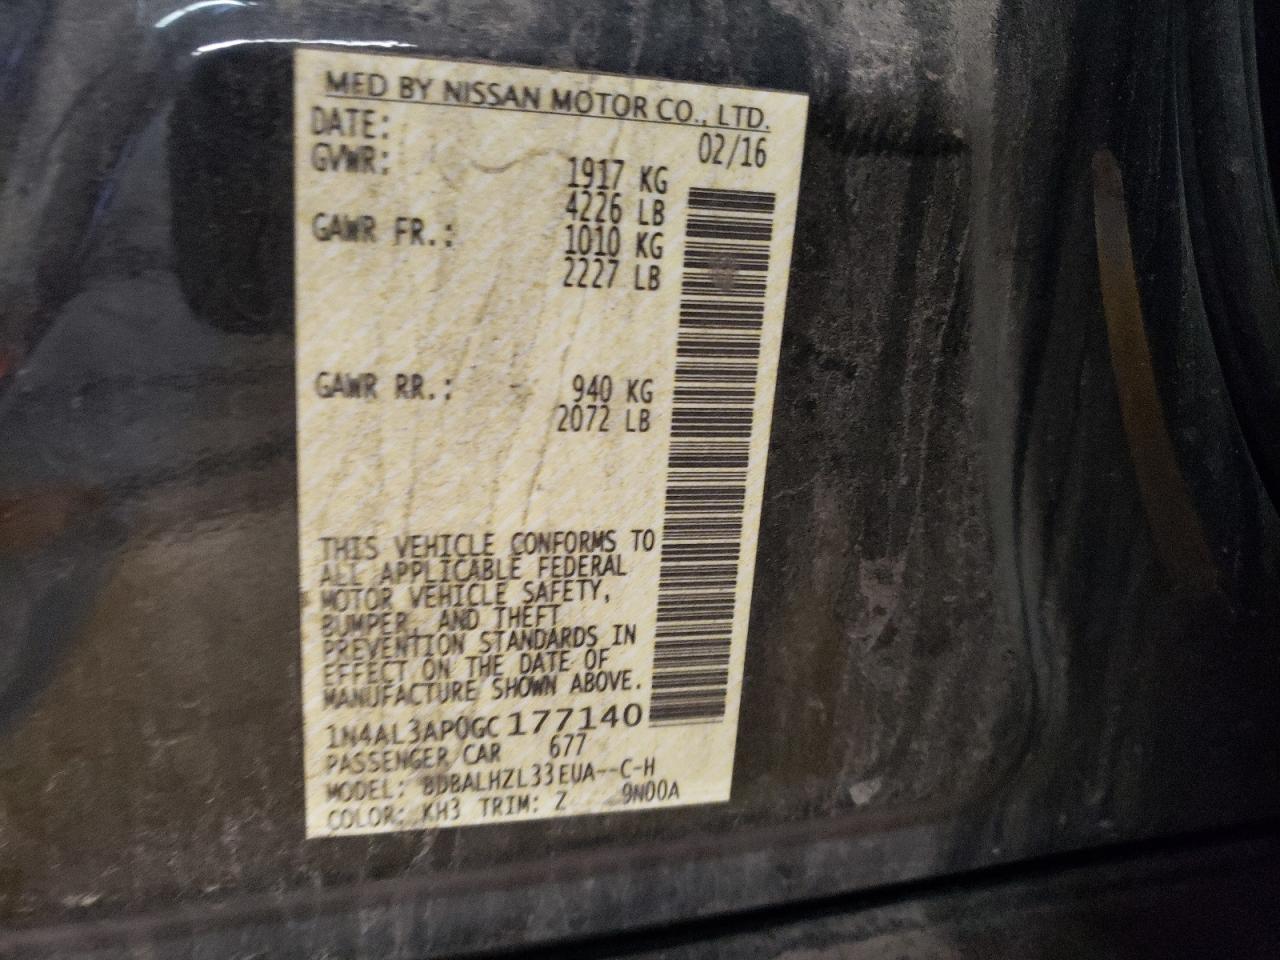 MFD BY NISSAN MOTOR CO., LTD.
DATE: 02/16
GVWR: 1917 KG
4226 LB
GAWR FR.: 1010 KG
2227 LB
GAWR RR.: 940 KG
2072 LB
THIS VEHICLE CONFORMS TO
ALL APPLICABLE FEDERAL
MOTOR VEHICLE SAFETY,
BUMPER, AND THEFT
PREVENTION STANDARDS IN
EFFECT ON THE DATE OF
MANUFACTURE SHOWN ABOVE.
1N4AL3AP0GC177140
PASSENGER CAR 677
MODEL: BDBALHZL33EUA--C-H
COLOR: KH3 TRIM: Z 9N00A